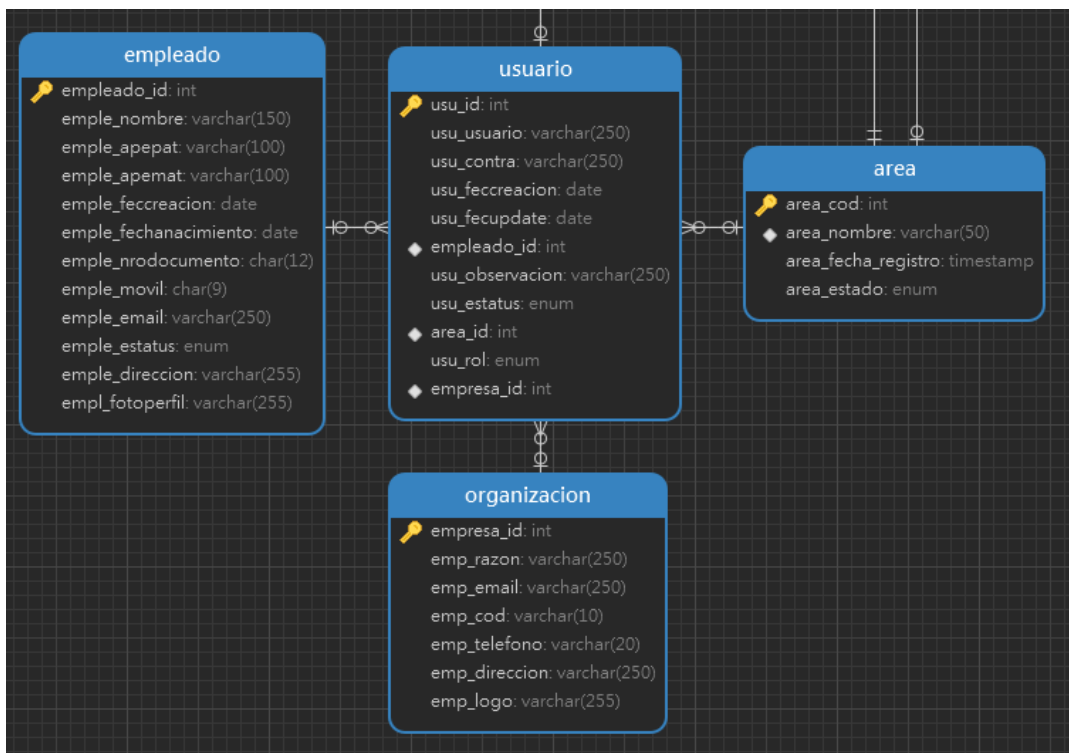 empleado
empleado_id: int
emple_nombre: varchar(150)
emple_apepat: varchar(100)
emple_apemat: varchar(100)
emple_feccreacion: date
emple_fechanacimiento: date
emple_nrodocumento: char(12)
emple_movil: char(9)
emple_email: varchar(250)
emple_estatus: enum
emple_direccion: varchar(255)
empl_fotoperfil: varchar(255)
usuario
usu_id: int
usu_usuario: varchar(250)
usu_contra: varchar(250)
usu_feccreacion: date
usu_fecupdate: date
empleado_id: int
usu_observacion: varchar(250)
usu_estatus: enum
area_id: int
usu_rol: enum
empresa_id: int
area
area_cod: int
area_nombre: varchar(50)
area_fecha_registro: timestamp
area_estado: enum
organizacion
empresa_id: int
emp_razon: varchar(250)
emp_email: varchar(250)
emp_cod: varchar(10)
emp_telefono: varchar(20)
emp_direccion: varchar(250)
emp_logo: varchar(255)